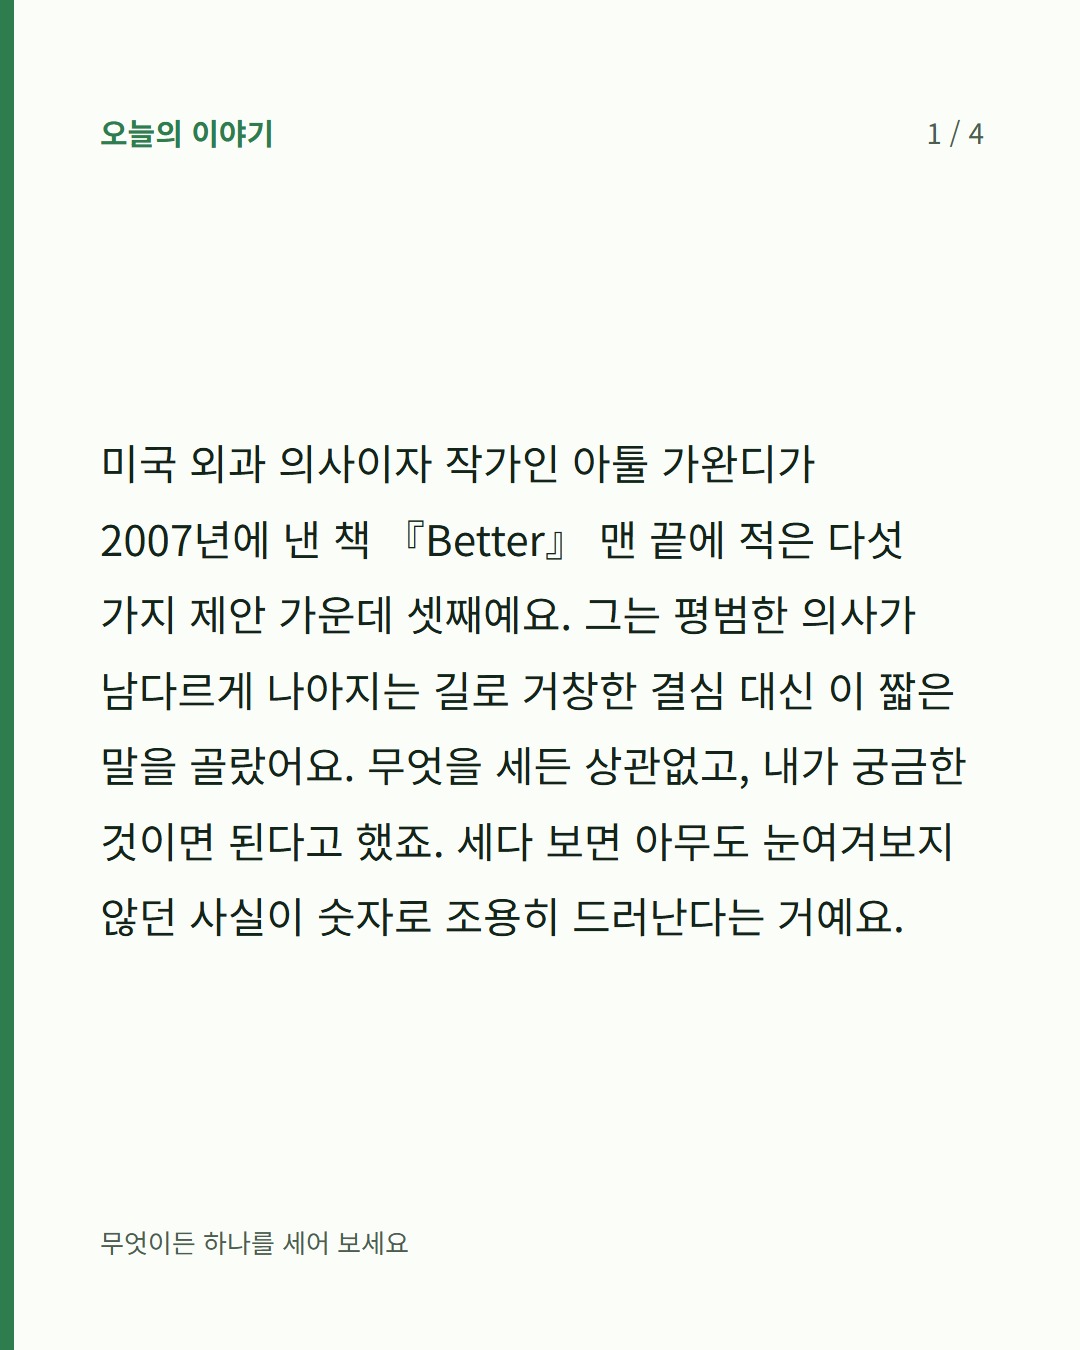 오늘의 이야기
1 / 4
미국 외과 의사이자 작가인 아툴 가완디가
2007년에 낸 책 『Better』 맨 끝에 적은 다섯
가지 제안 가운데 셋째예요. 그는 평범한 의사가
남다르게 나아지는 길로 거창한 결심 대신 이 짧은
말을 골랐어요. 무엇을 세든 상관없고, 내가 궁금한
것이면 된다고 했죠. 세다 보면 아무도 눈여겨보지
않던 사실이 숫자로 조용히 드러난다는 거예요.
무엇이든 하나를 세어 보세요